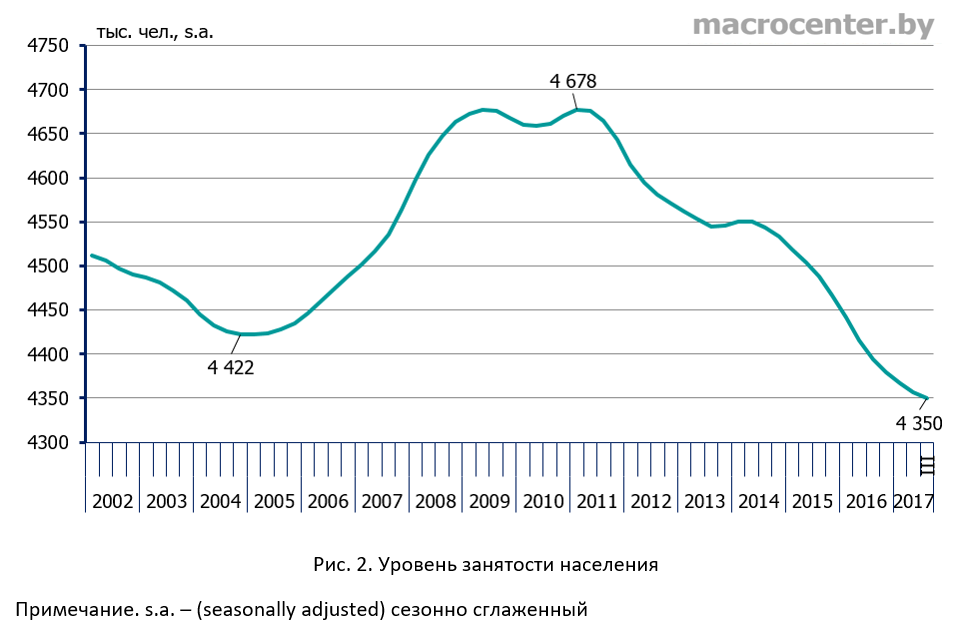 macrocenter.by
тыс. чел., s.a.
4750
4700
4650
4600
4550
4500
4450
4400
4350
4300
4 678
4 422
4 350
III
2002 2003 2004 2005 2006 2007 2008 2009 2010 2011 2012 2013 2014 2015 2016 2017
Рис. 2. Уровень занятости населения
Примечание. s.a. – (seasonally adjusted) сезонно сглаженный